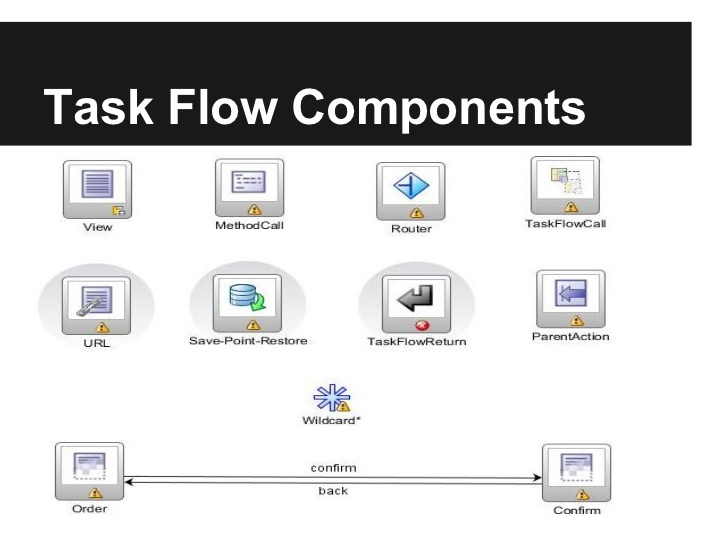 Task Flow Components
View
MethodCall
Router
TaskFlowCall
URL
Save-Point-Restore
TaskFlowReturn
ParentAction
Wildcard*
confirm
back
Order
Confirm